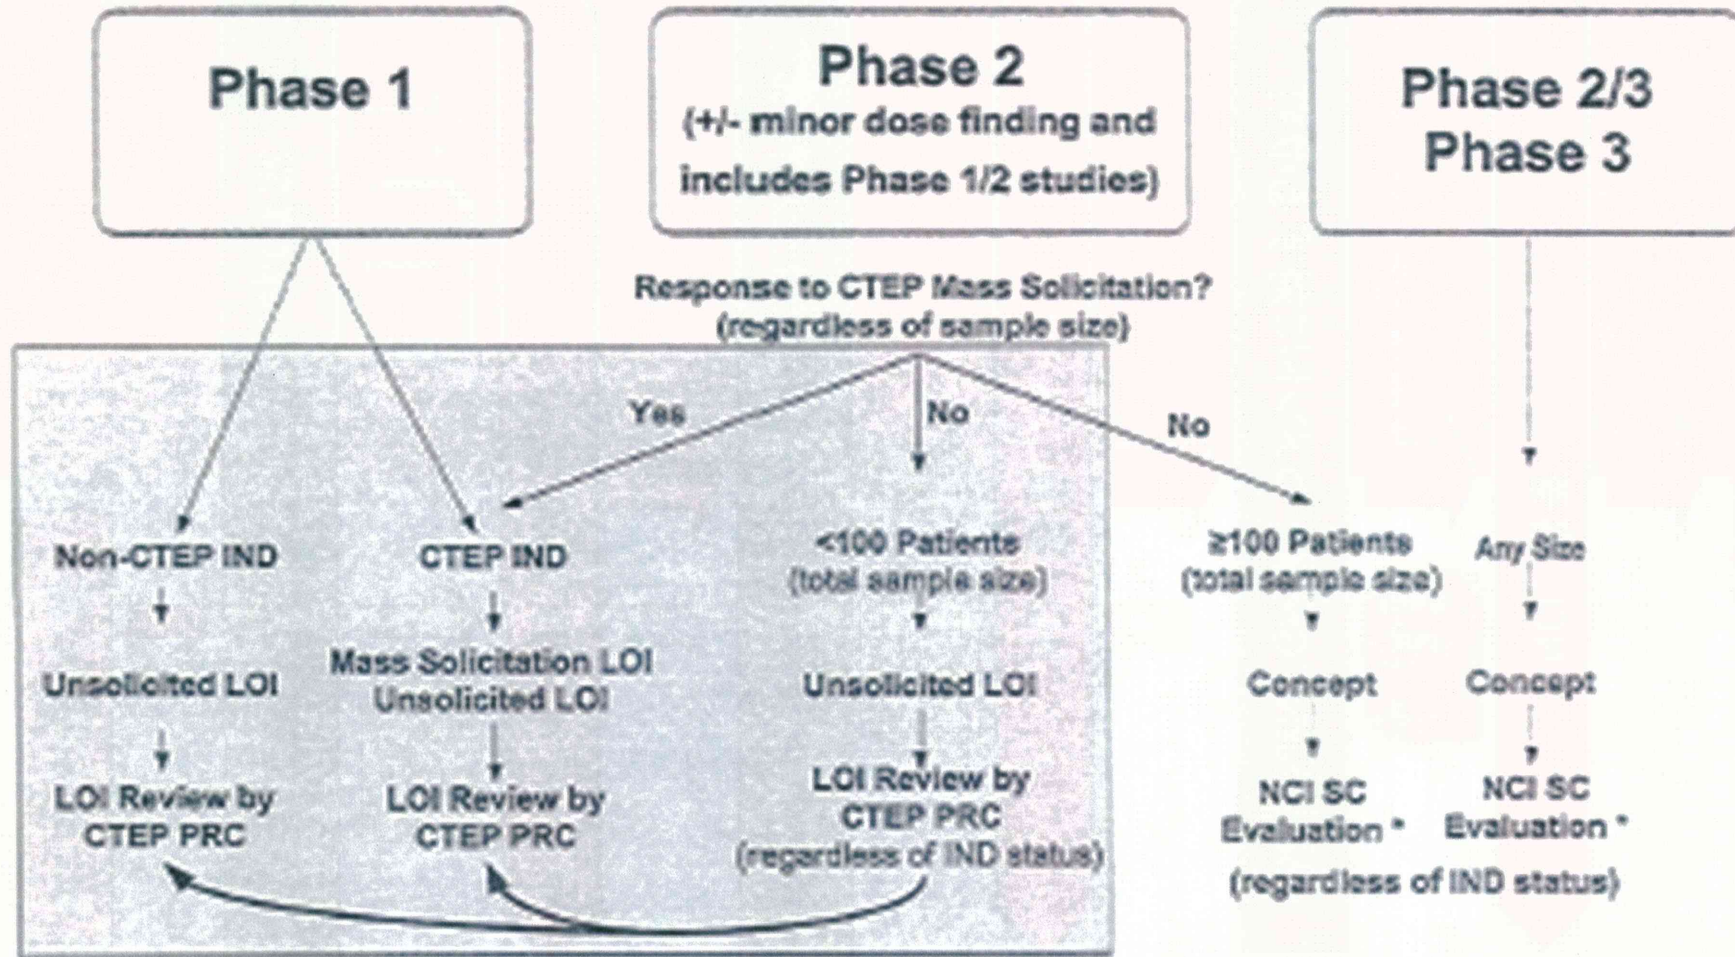 Phase 1
Phase 2
(+/- minor dose finding and
includes Phase 1/2 studies)
Phase 2/3
Phase 3
Response to CTEP Mass Solicitation?
(regardless of sample size)
Yes
No
No
Non-CTEP IND
CTEP IND
<100 Patients
(total sample size)
≥100 Patients
(total sample size)
Any Size
Unsolicited LOI
Mass Solicitation LOI
Unsolicited LOI
Unsolicited LOI
Concept
Concept
LOI Review by
CTEP PRC
LOI Review by
CTEP PRC
LOI Review by
CTEP PRC
(regardless of IND status)
NCI SC
Evaluation *
NCI SC
Evaluation *
(regardless of IND status)